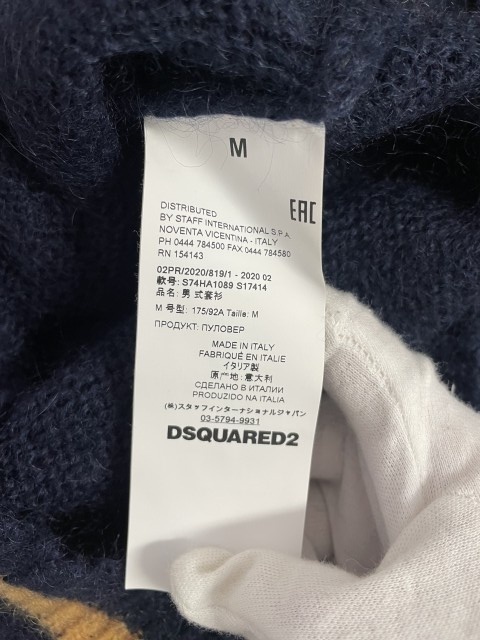 M
EAC
DISTRIBUTED
BY STAFF INTERNATIONAL S.P.A.
NOVENTA VICENTINA - ITALY
PH 0444 784500 FAX 0444 784580
RN 154143
02PR/2020/819/1 - 2020 02
款号: S74HA1089 S17414
品名: 男 式套衫
M 号型: 175/92A Taille: M
ПРОДУКТ: ПУЛОВЕР
MADE IN ITALY
FABRIQUÉ EN ITALIE
イタリア製
原产地: 意大利
СДЕЛАНО В ИТАЛИИ
PRODUZIDO NA ITALIA
(株)スタッフインターナショナルジャパン
03-5794-9931
DSQUARED2